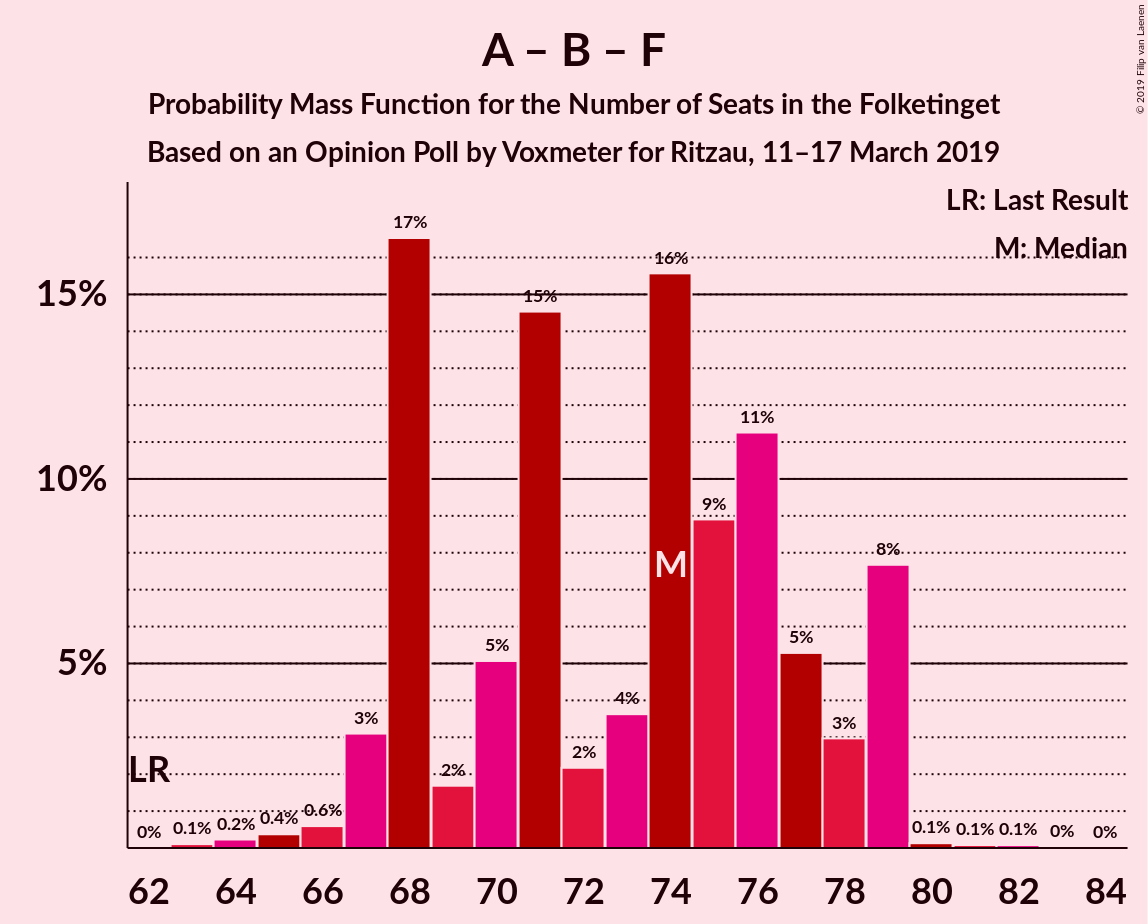 A – B – F
Probability Mass Function for the Number of Seats in the Folketinget
Based on an Opinion Poll by Voxmeter for Ritzau, 11–17 March 2019
© 2019 Filip van Laenen
LR: Last Result
M: Median
15%
10%
5%
LR
0%
0.1%
0.2%
0.4%
0.6%
3%
17%
2%
5%
15%
2%
4%
16%
M
9%
11%
5%
3%
8%
0.1%
0.1%
0.1%
0%
0%
62 64 66 68 70 72 74 76 78 80 82 84